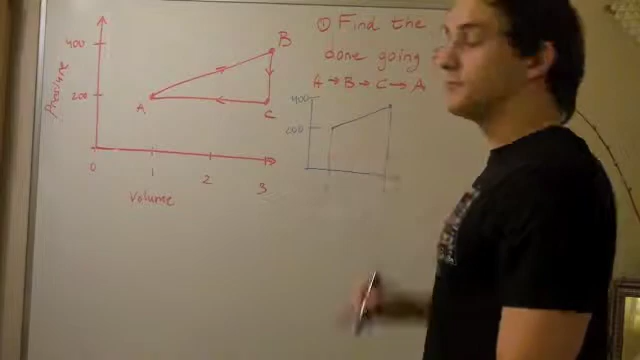 400
Pressure
200
A
B
C
0
1
2
3
Volume
① Find the
done going
A → B → C → A
400
200